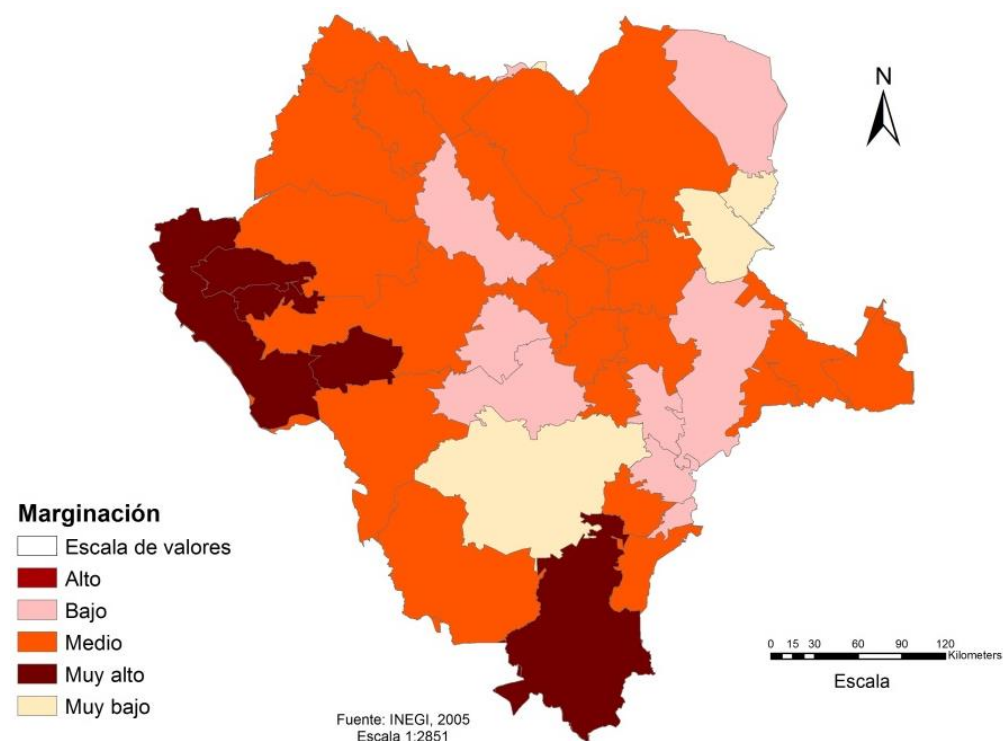 N
Marginación
Escala de valores
Alto
Bajo
Medio
Muy alto
Muy bajo
0 15 30 60 90 120
Kilometers
Escala
Fuente: INEGI, 2005
Escala 1:2851